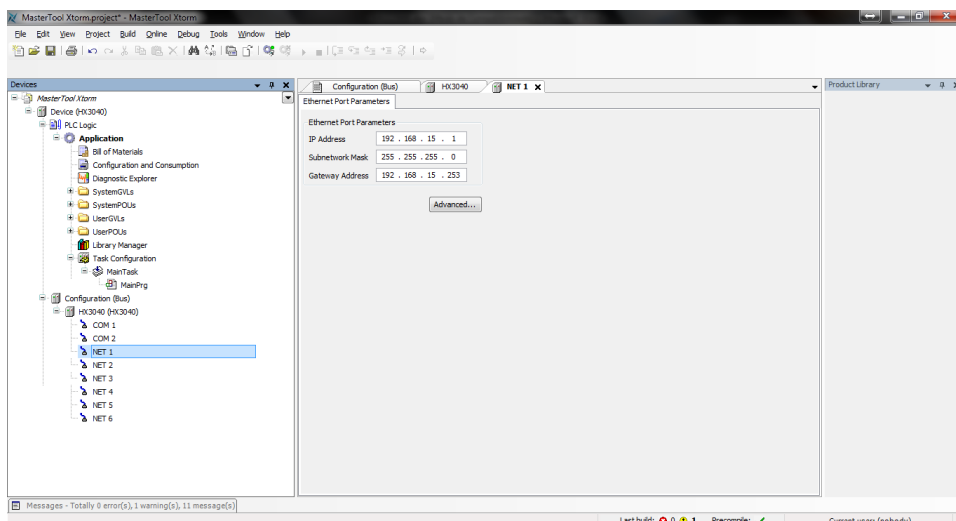 MasterTool Xtorm.project* - MasterTool Xtorm
File Edit View Project Build Online Debug Tools Window Help
Devices
MasterTool Xtorm
Device (HX3040)
PLC Logic
Application
Bill of Materials
Configuration and Consumption
Diagnostic Explorer
SystemGVLs
SystemPOUs
UserGVLs
UserPOUs
Library Manager
Task Configuration
MainTask
MainPrg
Configuration (Bus)
HX3040 (HX3040)
COM 1
COM 2
NET 1
NET 2
NET 3
NET 4
NET 5
NET 6
Configuration (Bus) HX3040 NET 1
Ethernet Port Parameters
Ethernet Port Parameters
IP Address 192 . 168 . 15 . 1
Subnetwork Mask 255 . 255 . 255 . 0
Gateway Address 192 . 168 . 15 . 253
Advanced...
Product Library
Messages - Totally 0 error(s), 1 warning(s), 11 message(s)
Last build: 0 1 Precompile: Current user: (nobody)